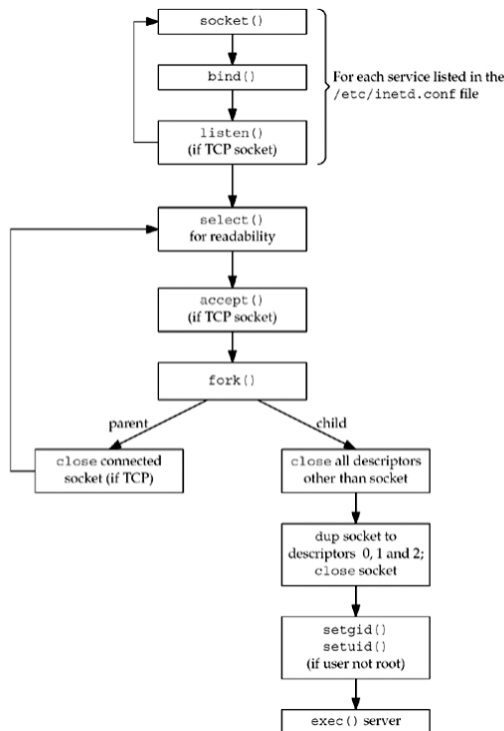 socket()
bind()
For each service listed in the
/etc/inetd.conf file
listen()
(if TCP socket)
select()
for readability
accept()
(if TCP socket)
fork()
parent
child
close connected
socket (if TCP)
close all descriptors
other than socket
dup socket to
descriptors 0, 1 and 2;
close socket
setgid()
setuid()
(if user not root)
exec() server